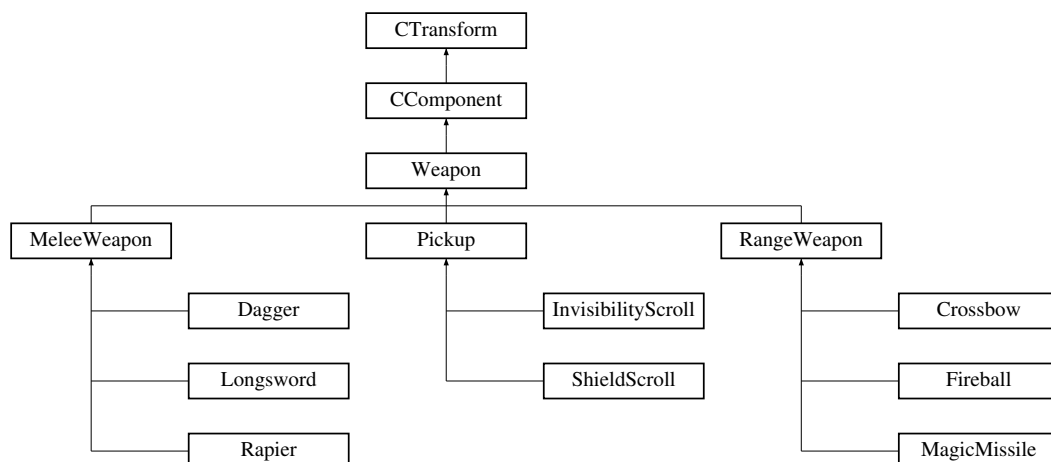 CTransform
CComponent
Weapon
MeleeWeapon Pickup RangeWeapon
Dagger InvisibilityScroll Crossbow
Longsword ShieldScroll Fireball
Rapier MagicMissile